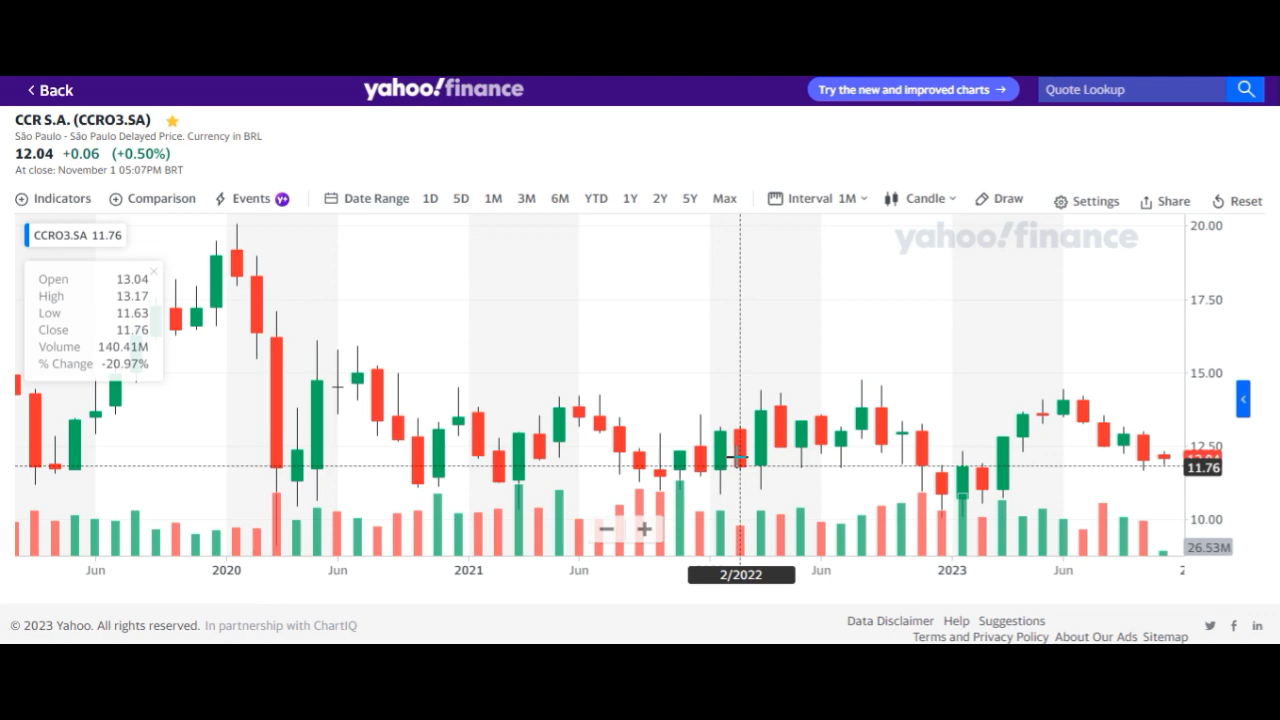 Back
yahoo!finance
Try the new and improved charts →
Quote Lookup
CCR S.A. (CCRO3.SA)
São Paulo - São Paulo Delayed Price. Currency in BRL
12.04 +0.06 (+0.50%)
At close: November 1 05:07PM BRT
Indicators Comparison Events Y+ Date Range 1D 5D 1M 3M 6M YTD 1Y 2Y 5Y Max Interval 1M Candle Draw Settings Share Reset
CCRO3.SA 11.76
yahoo!finance
Open 13.04
High 13.17
Low 11.63
Close 11.76
Volume 140.41M
% Change -20.97%
20.00
17.50
15.00
12.50
12.04
11.76
10.00
26.53M
Jun 2020 Jun 2021 Jun 2/2022 Jun 2023 Jun
© 2023 Yahoo. All rights reserved. In partnership with ChartIQ
Data Disclaimer Help Suggestions
Terms and Privacy Policy About Our Ads Sitemap